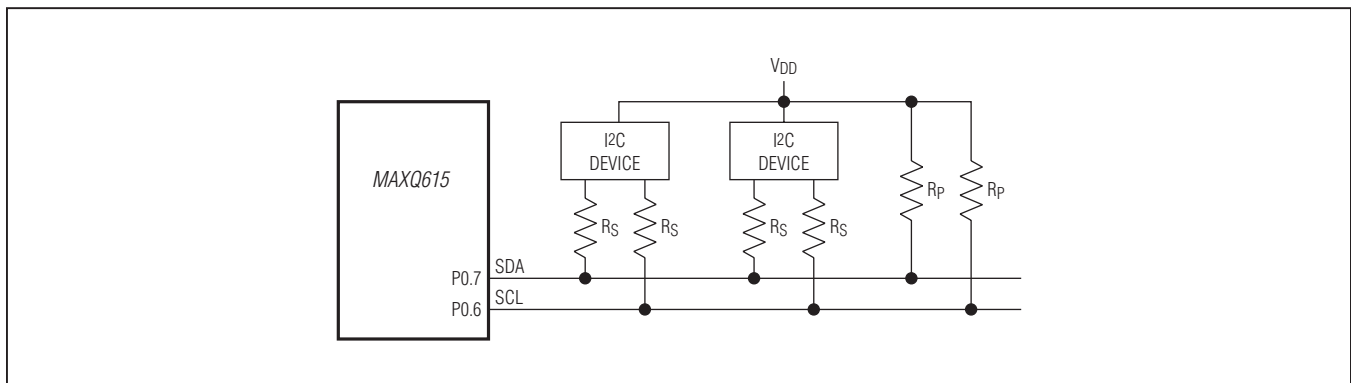 VDD
I2C
DEVICE
I2C
DEVICE
MAXQ615
RS
RS
RS
RS
RP
RP
P0.7
SDA
P0.6
SCL